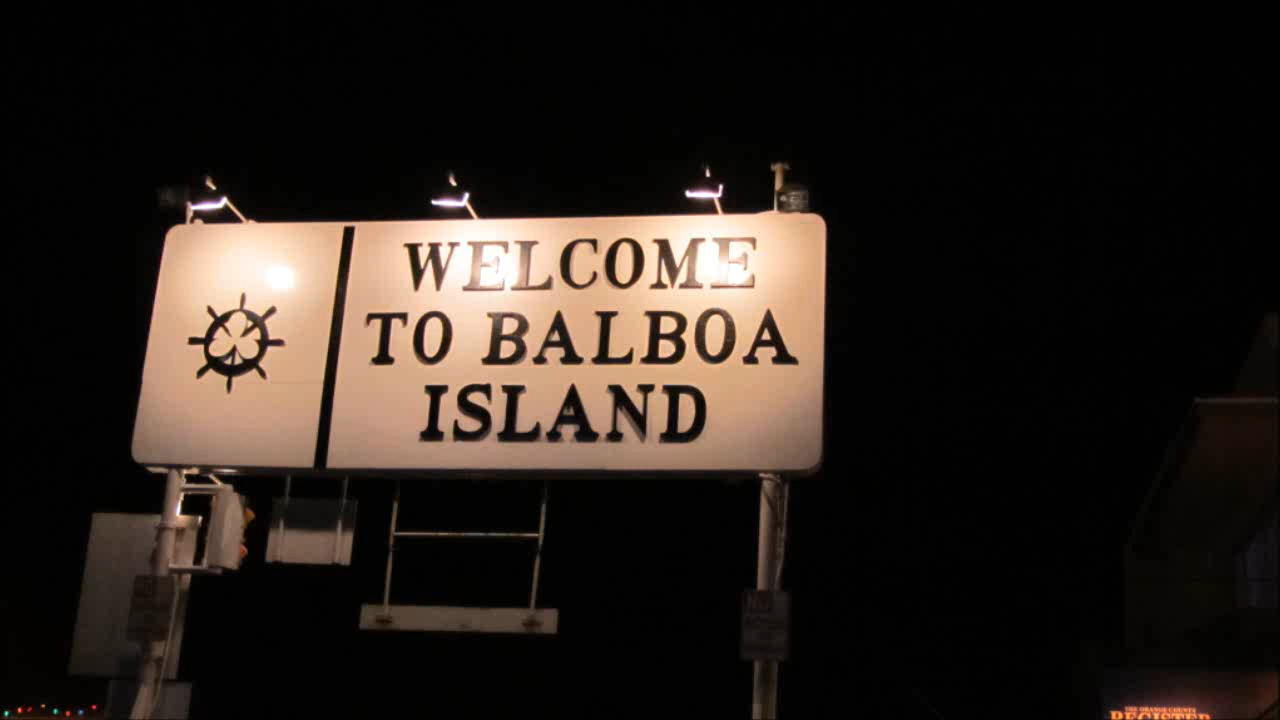 WELCOME
TO BALBOA
ISLAND
THE ORANGE COUNTY
REGISTER